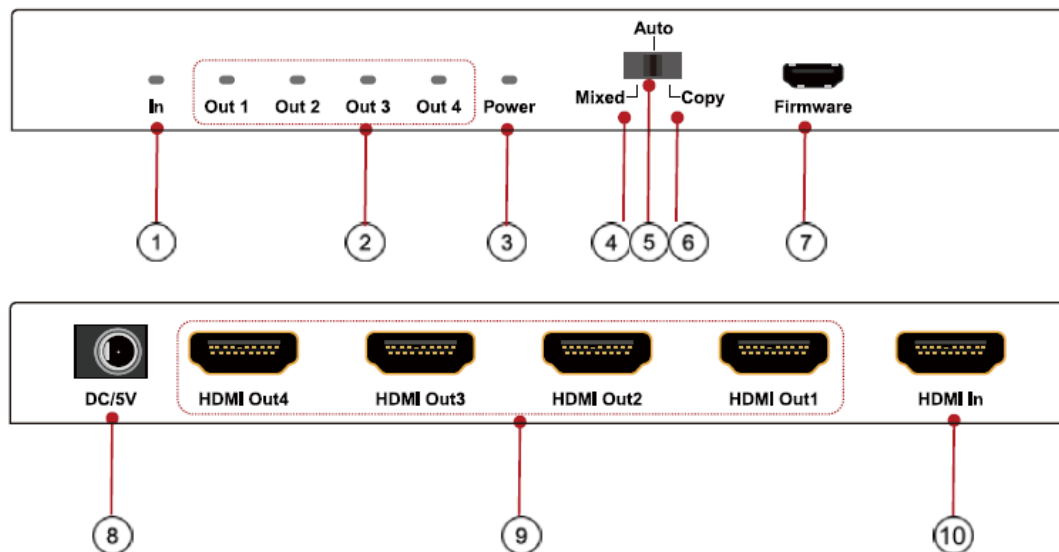 Auto
Mixed Copy
In Out 1 Out 2 Out 3 Out 4 Power Firmware
1 2 3 4 5 6 7
DC/5V HDMI Out4 HDMI Out3 HDMI Out2 HDMI Out1 HDMI In
8 9 10